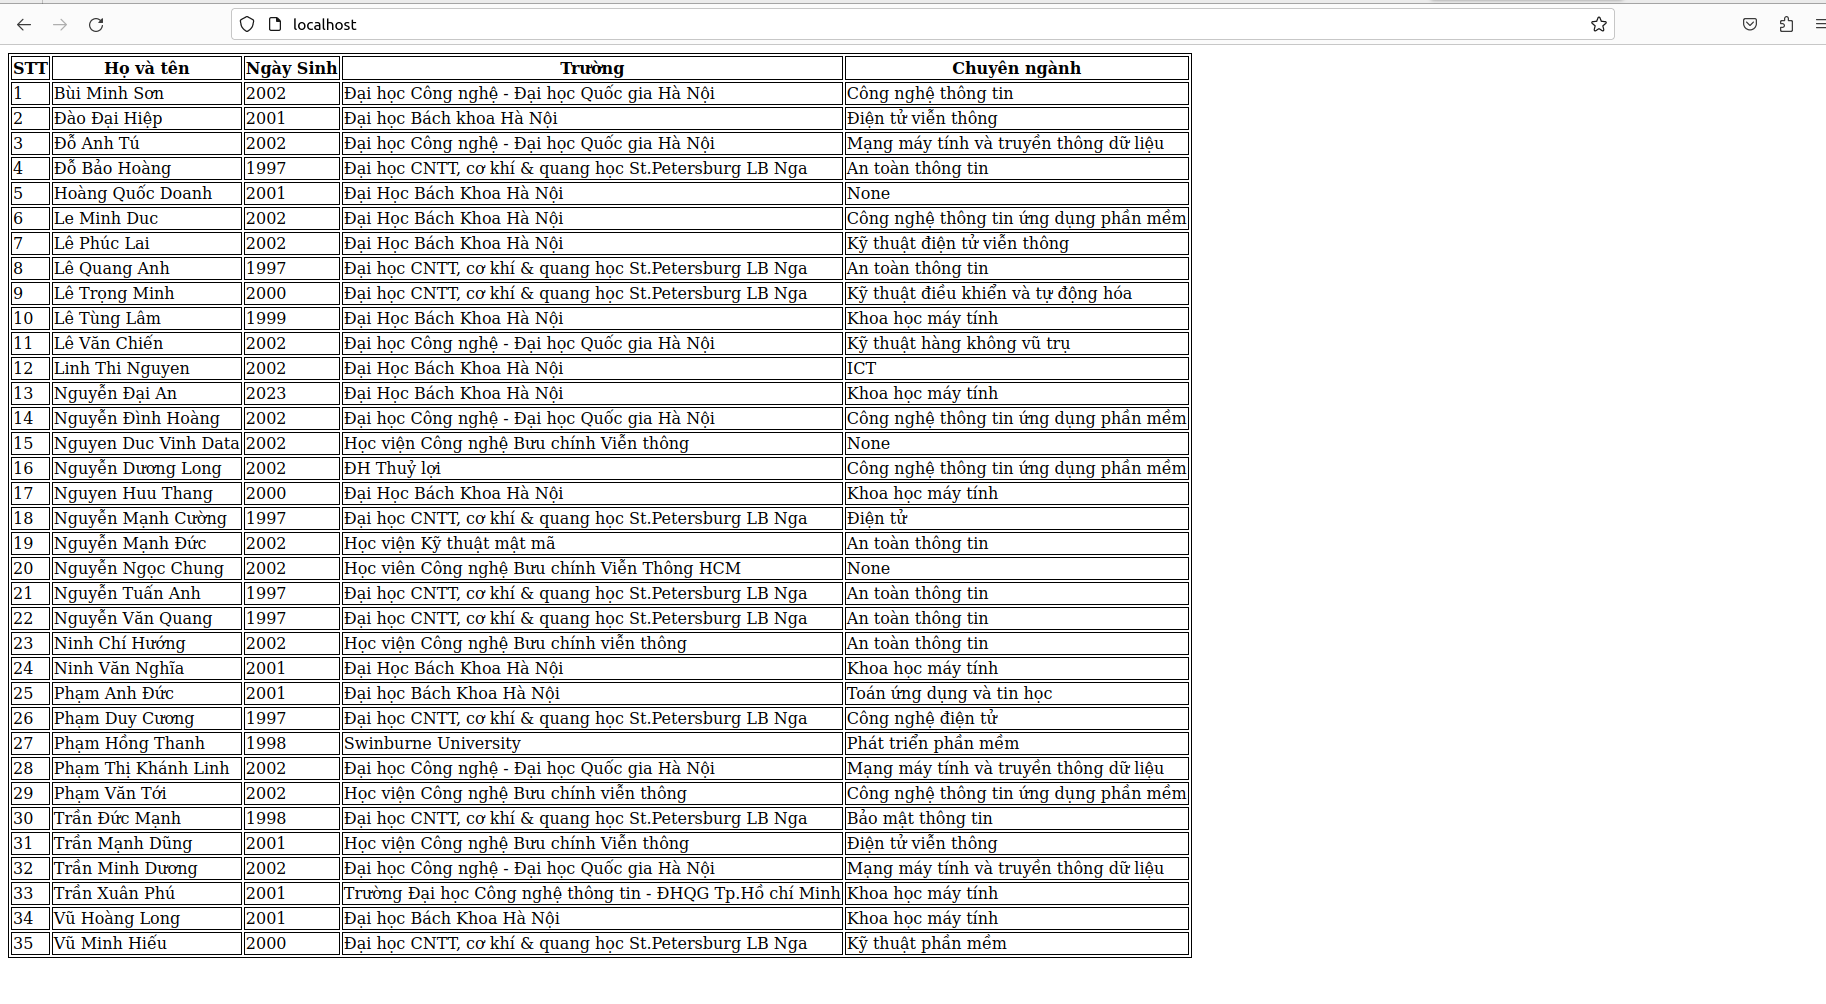 localhost
STT Họ và tên Ngày Sinh Trường Chuyên ngành
1 Bùi Minh Sơn 2002 Đại học Công nghệ - Đại học Quốc gia Hà Nội Công nghệ thông tin
2 Đào Đại Hiệp 2001 Đại học Bách khoa Hà Nội Điện tử viễn thông
3 Đỗ Anh Tú 2002 Đại học Công nghệ - Đại học Quốc gia Hà Nội Mạng máy tính và truyền thông dữ liệu
4 Đỗ Bảo Hoàng 1997 Đại học CNTT, cơ khí & quang học St.Petersburg LB Nga An toàn thông tin
5 Hoàng Quốc Doanh 2001 Đại Học Bách Khoa Hà Nội None
6 Le Minh Duc 2002 Đại Học Bách Khoa Hà Nội Công nghệ thông tin ứng dụng phần mềm
7 Lê Phúc Lai 2002 Đại Học Bách Khoa Hà Nội Kỹ thuật điện tử viễn thông
8 Lê Quang Anh 1997 Đại học CNTT, cơ khí & quang học St.Petersburg LB Nga An toàn thông tin
9 Lê Trọng Minh 2000 Đại học CNTT, cơ khí & quang học St.Petersburg LB Nga Kỹ thuật điều khiển và tự động hóa
10 Lê Tùng Lâm 1999 Đại Học Bách Khoa Hà Nội Khoa học máy tính
11 Lê Văn Chiến 2002 Đại học Công nghệ - Đại học Quốc gia Hà Nội Kỹ thuật hàng không vũ trụ
12 Linh Thi Nguyen 2002 Đại Học Bách Khoa Hà Nội ICT
13 Nguyễn Đại An 2023 Đại Học Bách Khoa Hà Nội Khoa học máy tính
14 Nguyễn Đình Hoàng 2002 Đại học Công nghệ - Đại học Quốc gia Hà Nội Công nghệ thông tin ứng dụng phần mềm
15 Nguyen Duc Vinh Data 2002 Học viện Công nghệ Bưu chính Viễn thông None
16 Nguyễn Dương Long 2002 ĐH Thuỷ lợi Công nghệ thông tin ứng dụng phần mềm
17 Nguyen Huu Thang 2000 Đại Học Bách Khoa Hà Nội Khoa học máy tính
18 Nguyễn Mạnh Cường 1997 Đại học CNTT, cơ khí & quang học St.Petersburg LB Nga Điện tử
19 Nguyễn Mạnh Đức 2002 Học viện Kỹ thuật mật mã An toàn thông tin
20 Nguyễn Ngọc Chung 2002 Học viên Công nghệ Bưu chính Viễn Thông HCM None
21 Nguyễn Tuấn Anh 1997 Đại học CNTT, cơ khí & quang học St.Petersburg LB Nga An toàn thông tin
22 Nguyễn Văn Quang 1997 Đại học CNTT, cơ khí & quang học St.Petersburg LB Nga An toàn thông tin
23 Ninh Chí Hướng 2002 Học viện Công nghệ Bưu chính viễn thông An toàn thông tin
24 Ninh Văn Nghĩa 2001 Đại Học Bách Khoa Hà Nội Khoa học máy tính
25 Phạm Anh Đức 2001 Đại học Bách Khoa Hà Nội Toán ứng dụng và tin học
26 Phạm Duy Cương 1997 Đại học CNTT, cơ khí & quang học St.Petersburg LB Nga Công nghệ điện tử
27 Phạm Hồng Thanh 1998 Swinburne University Phát triển phần mềm
28 Phạm Thị Khánh Linh 2002 Đại học Công nghệ - Đại học Quốc gia Hà Nội Mạng máy tính và truyền thông dữ liệu
29 Phạm Văn Tới 2002 Học viện Công nghệ Bưu chính viễn thông Công nghệ thông tin ứng dụng phần mềm
30 Trần Đức Mạnh 1998 Đại học CNTT, cơ khí & quang học St.Petersburg LB Nga Bảo mật thông tin
31 Trần Mạnh Dũng 2001 Học viện Công nghệ Bưu chính Viễn thông Điện tử viễn thông
32 Trần Minh Dương 2002 Đại học Công nghệ - Đại học Quốc gia Hà Nội Mạng máy tính và truyền thông dữ liệu
33 Trần Xuân Phú 2001 Trường Đại học Công nghệ thông tin - ĐHQG Tp.Hồ chí Minh Khoa học máy tính
34 Vũ Hoàng Long 2001 Đại học Bách Khoa Hà Nội Khoa học máy tính
35 Vũ Minh Hiếu 2000 Đại học CNTT, cơ khí & quang học St.Petersburg LB Nga Kỹ thuật phần mềm